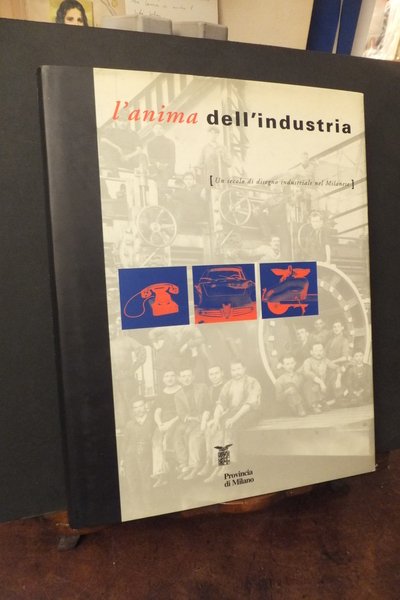 l'anima dell'industria
[Un secolo di disegno industriale nel Milanese]
Provincia
di Milano